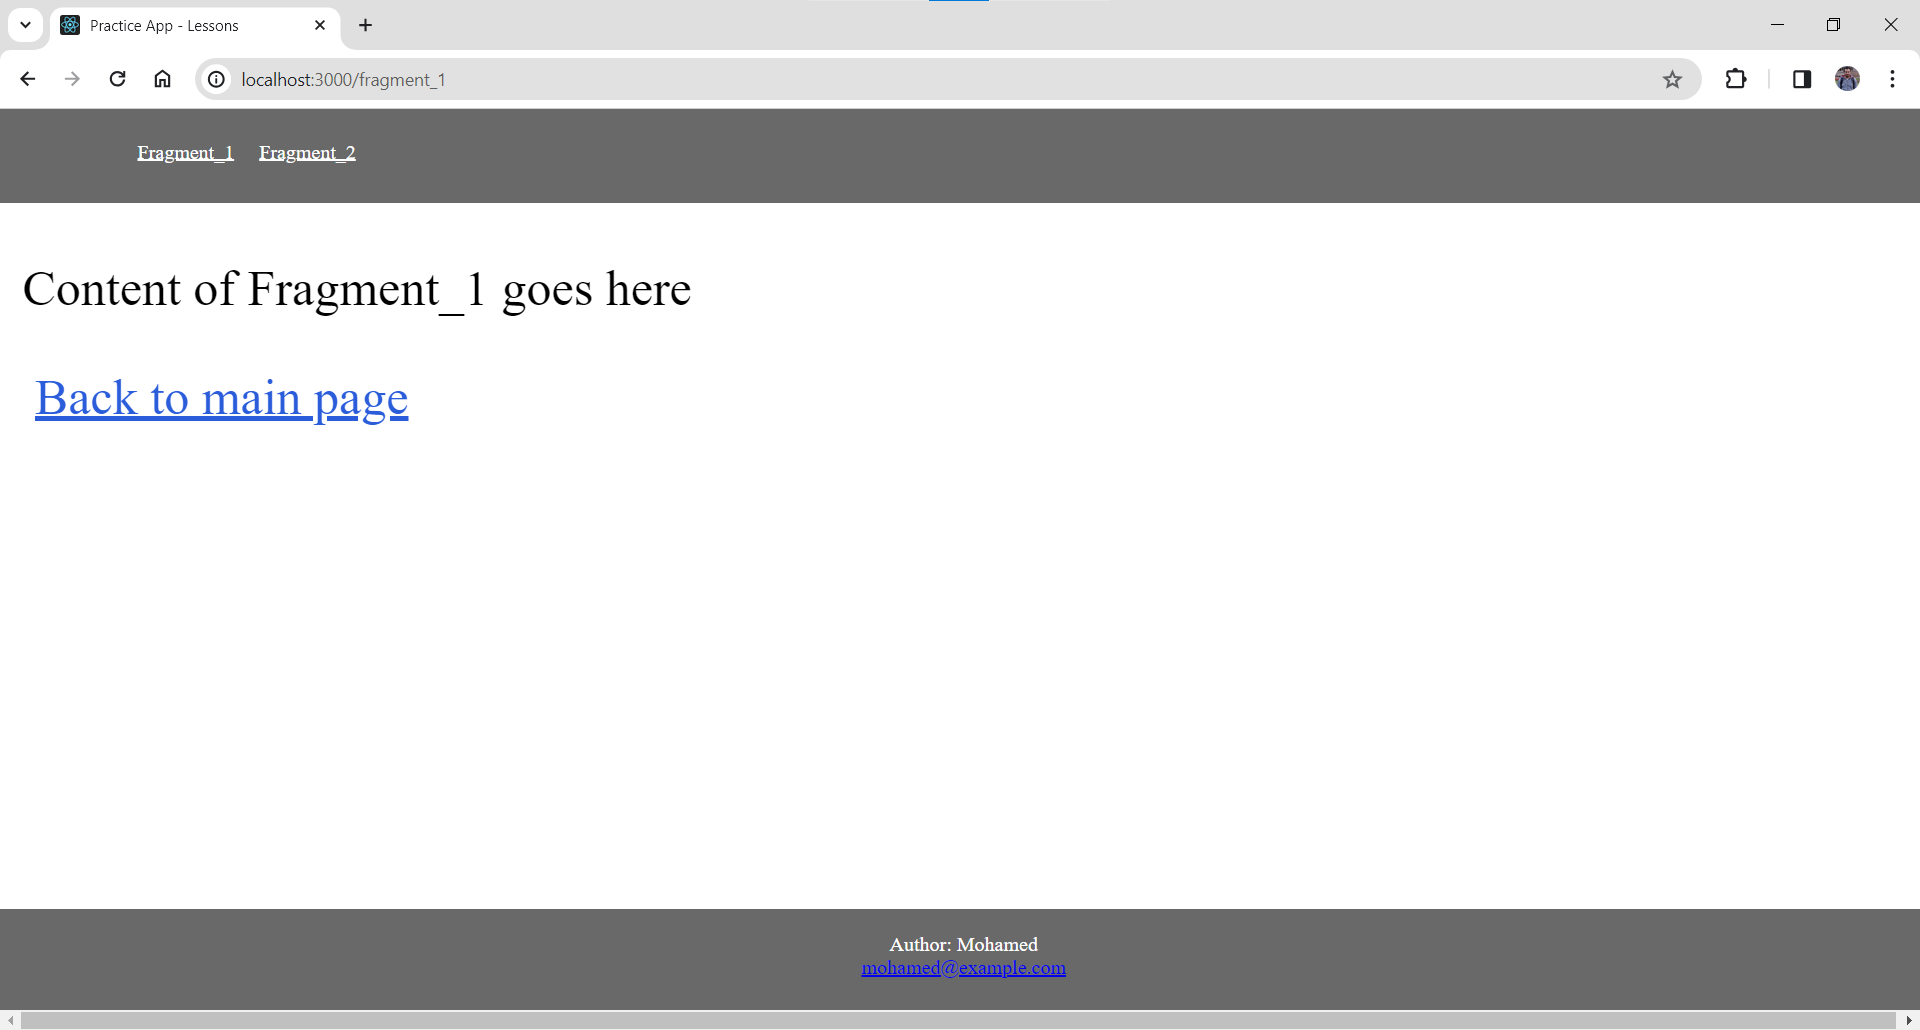 Practice App - Lessons
localhost:3000/fragment_1
Fragment_1 Fragment_2
Content of Fragment_1 goes here
Back to main page
Author: Mohamed
mohamed@example.com